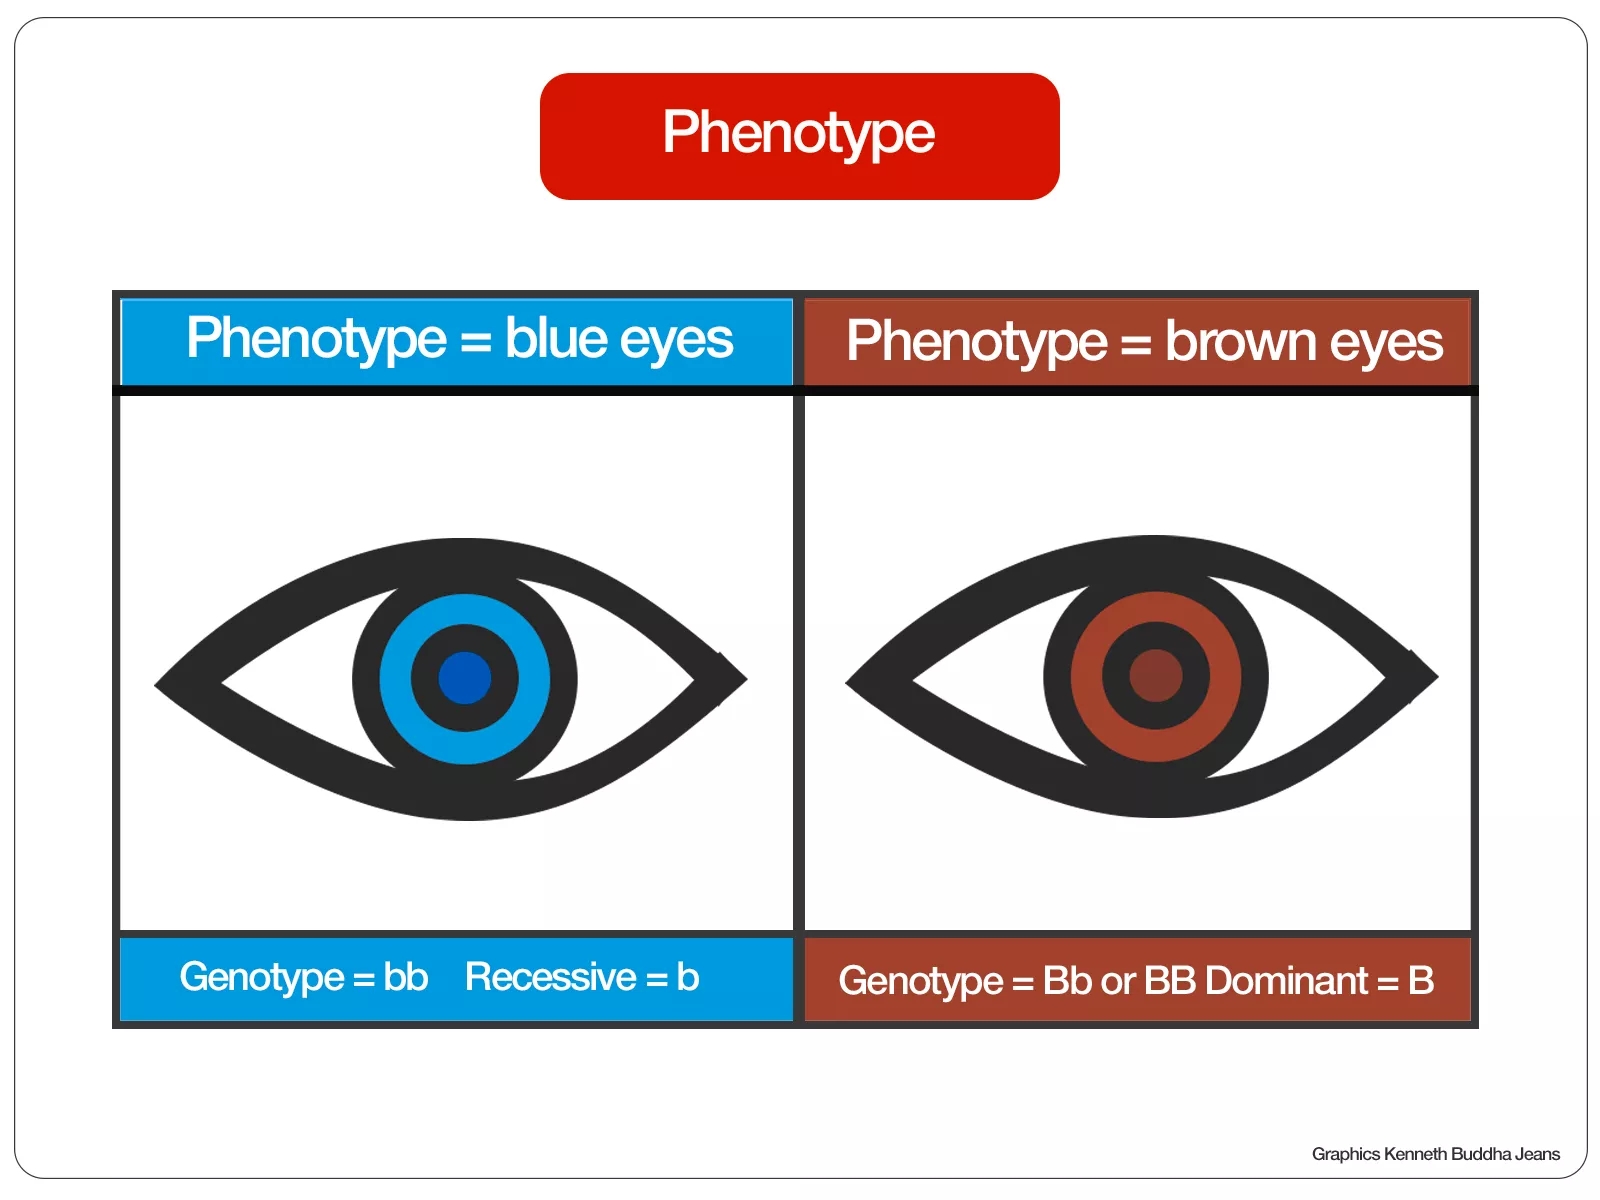 Phenotype
Phenotype = blue eyes
Phenotype = brown eyes
Genotype = bb Recessive = b
Genotype = Bb or BB Dominant = B
Graphics Kenneth Buddha Jeans